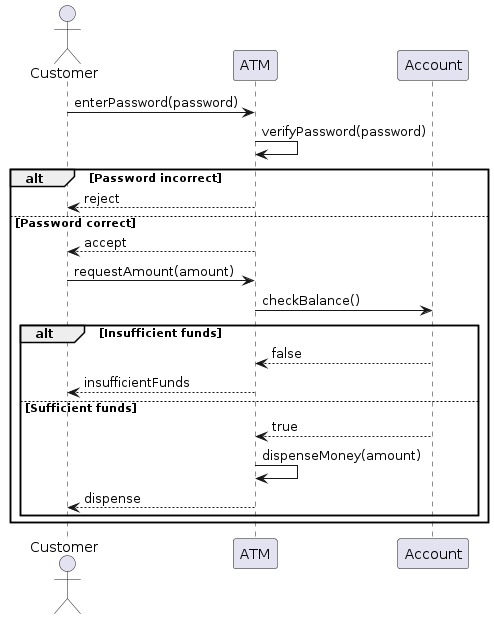 Customer
ATM
Account
enterPassword(password)
verifyPassword(password)
alt [Password incorrect]
reject
[Password correct]
accept
requestAmount(amount)
checkBalance()
alt [Insufficient funds]
false
insufficientFunds
[Sufficient funds]
true
dispenseMoney(amount)
dispense
Customer
ATM
Account